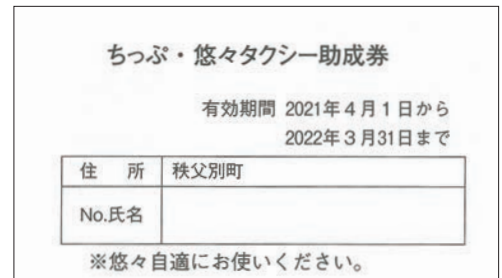 ちっぷ・悠々タクシー助成券
有効期間 2021年4月1日から
2022年3月31日まで
住 所 秩父別町
No.氏名
※悠々自適にお使いください。